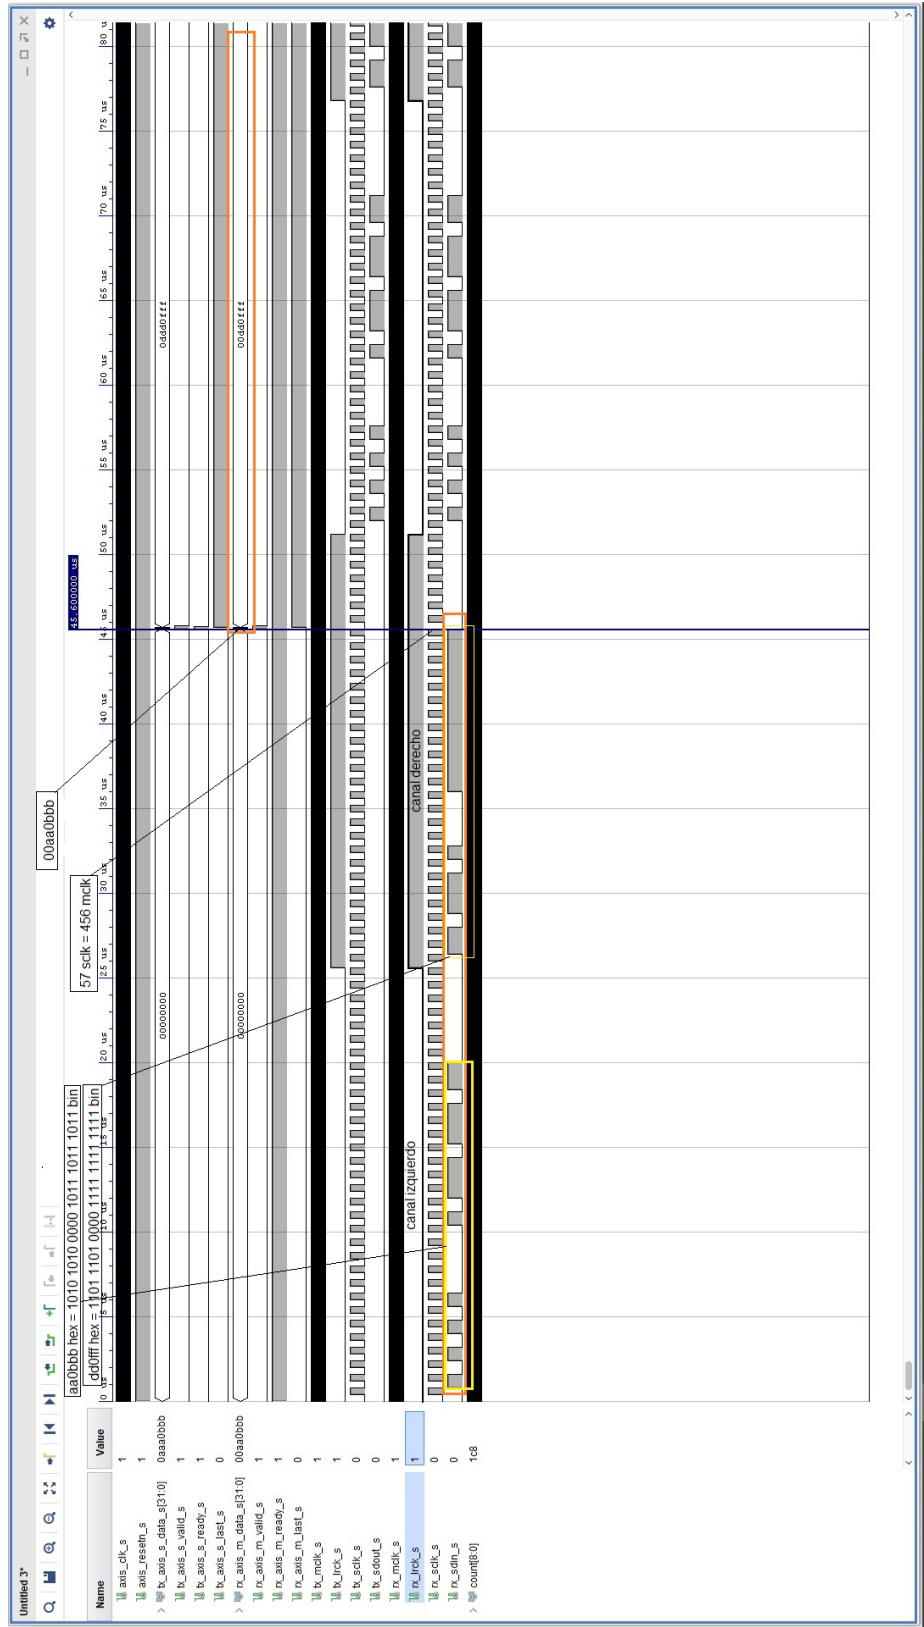 Untitled 3*
aa0bbb hex = 1010 1010 0000 1011 1011 1011 bin
dd0fff hex = 1101 1101 0000 1111 1111 1111 bin
57 sclk = 456 mclk
00aa0bbb
45.600000 us
Name Value
0 us 5 us 10 us 15 us 20 us 25 us 30 us 35 us 40 us 45 us 50 us 55 us 60 us 65 us 70 us 75 us 80
axis_clk_s 1
axis_resetn_s 1
tx_axis_s_data_s[31:0] 0aaa0bbb 00000000 0ddd0fff
tx_axis_s_valid_s 1
tx_axis_s_ready_s 1
tx_axis_s_last_s 0
rx_axis_m_data_s[31:0] 00aa0bbb 00000000 00dd0fff
rx_axis_m_valid_s 1
rx_axis_m_ready_s 1
rx_axis_m_last_s 0
tx_mclk_s 1
tx_lrck_s 1
tx_sclk_s 0
tx_sdout_s 0
rx_mclk_s 1
rx_lrck_s 1 canal izquierdo canal derecho
rx_sclk_s 0
rx_sdin_s 0
count[8:0] 1c8